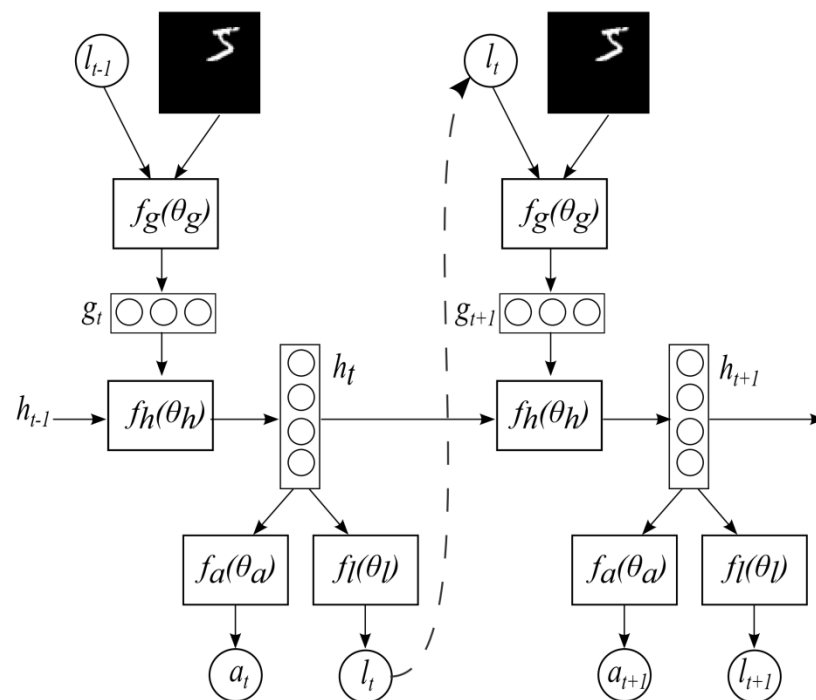 l_{t-1} 5 l_t 5
f_g(θ_g) f_g(θ_g)
g_t g_{t+1}
h_t h_{t+1}
h_{t-1} f_h(θ_h) f_h(θ_h)
f_a(θ_a) f_l(θ_l) f_a(θ_a) f_l(θ_l)
a_t l_t a_{t+1} l_{t+1}